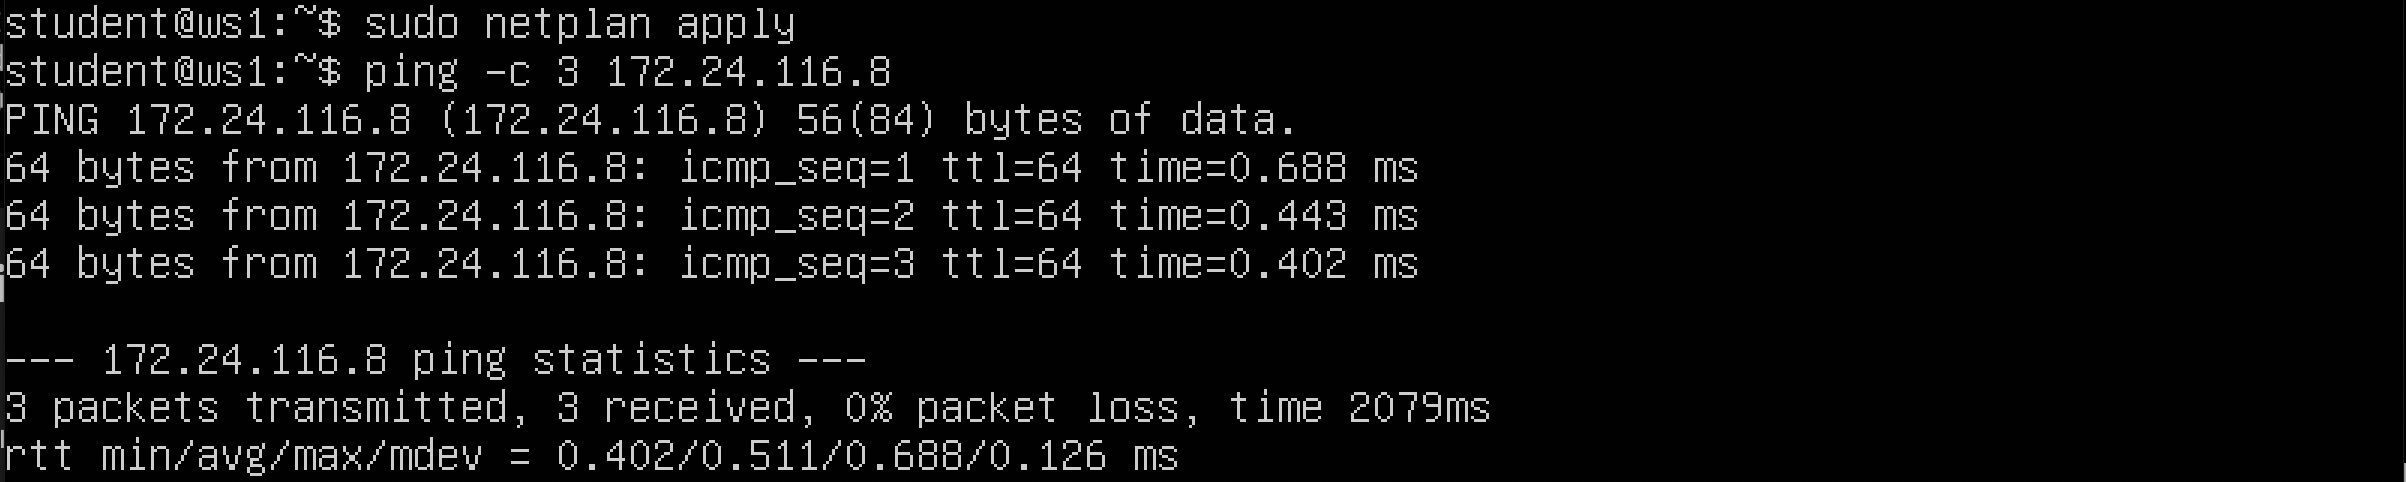 student@ws1:~$ sudo netplan apply
student@ws1:~$ ping -c 3 172.24.116.8
PING 172.24.116.8 (172.24.116.8) 56(84) bytes of data.
64 bytes from 172.24.116.8: icmp_seq=1 ttl=64 time=0.688 ms
64 bytes from 172.24.116.8: icmp_seq=2 ttl=64 time=0.443 ms
64 bytes from 172.24.116.8: icmp_seq=3 ttl=64 time=0.402 ms
--- 172.24.116.8 ping statistics ---
3 packets transmitted, 3 received, 0% packet loss, time 2079ms
rtt min/avg/max/mdev = 0.402/0.511/0.688/0.126 ms